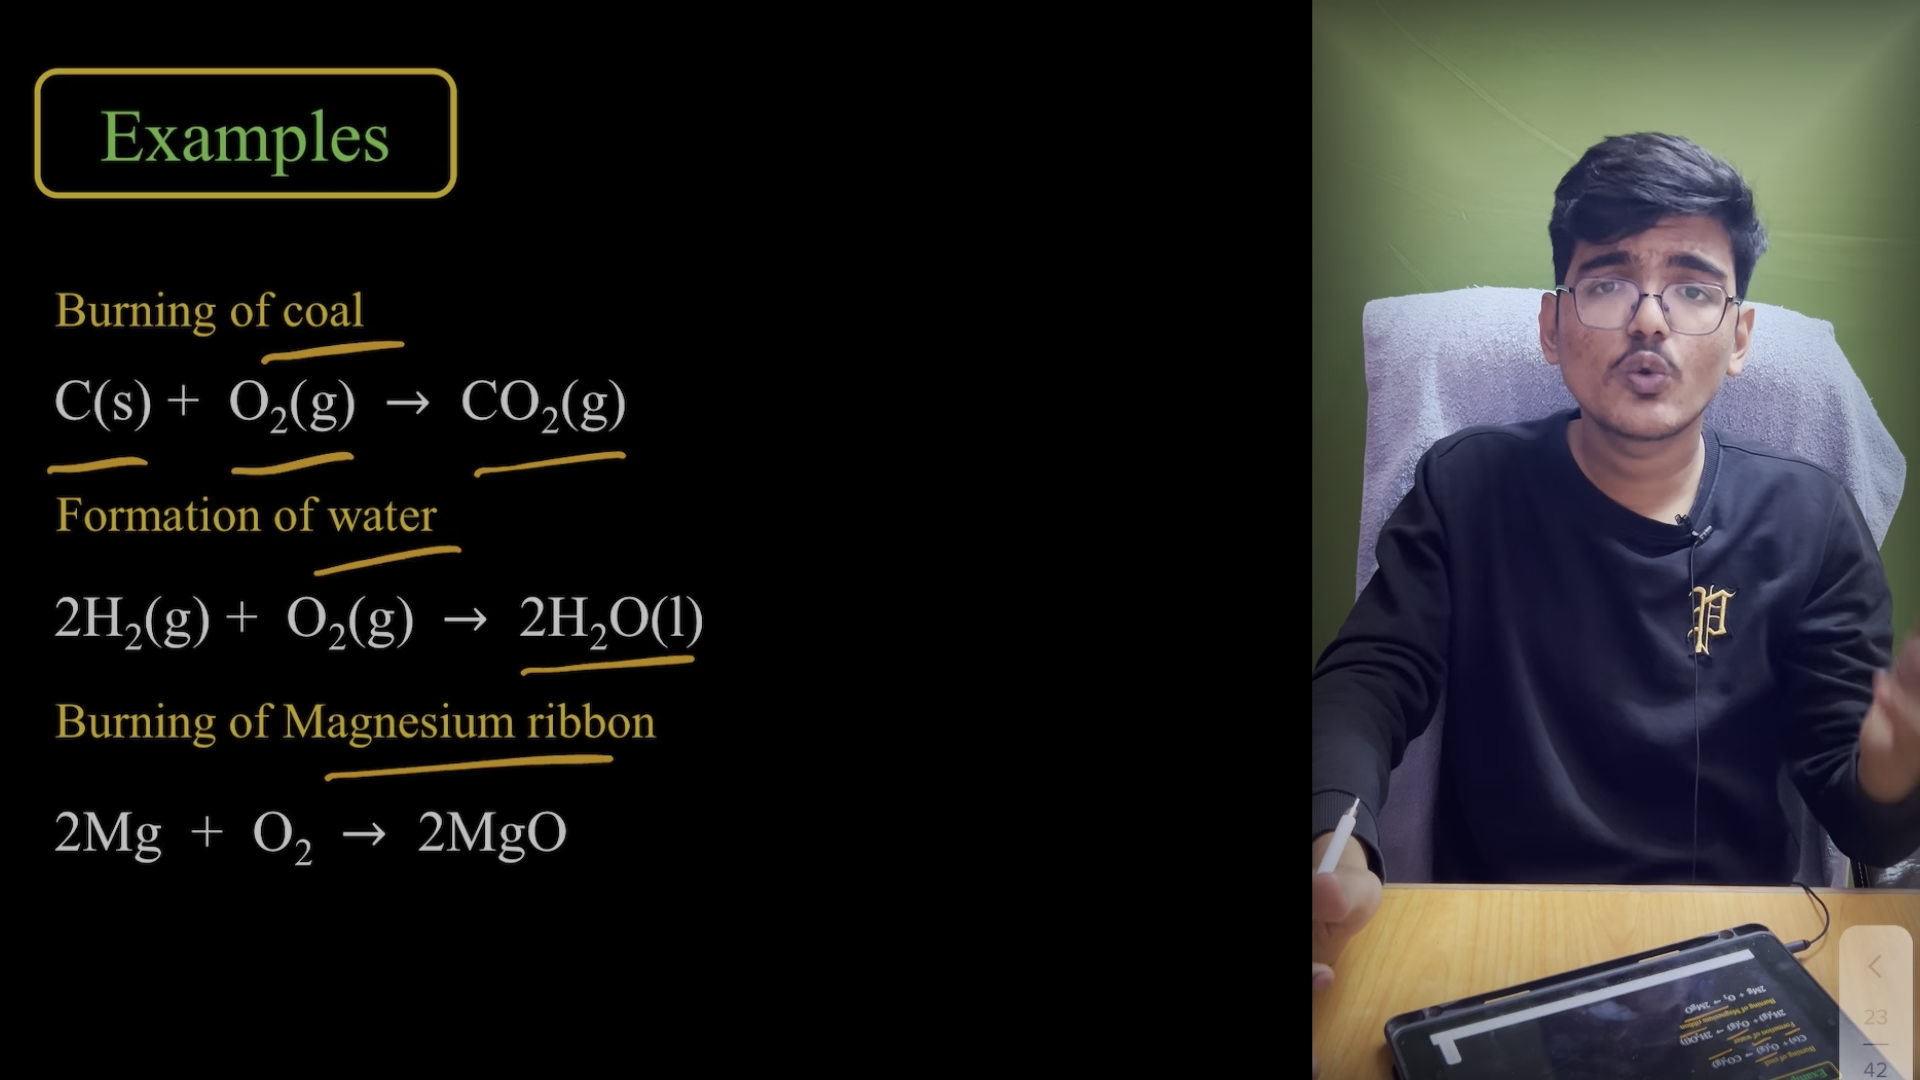 Examples
Burning of coal
C(s) + O₂(g) → CO₂(g)
Formation of water
2H₂(g) + O₂(g) → 2H₂O(l)
Burning of Magnesium ribbon
2Mg + O₂ → 2MgO
P
<
23
42